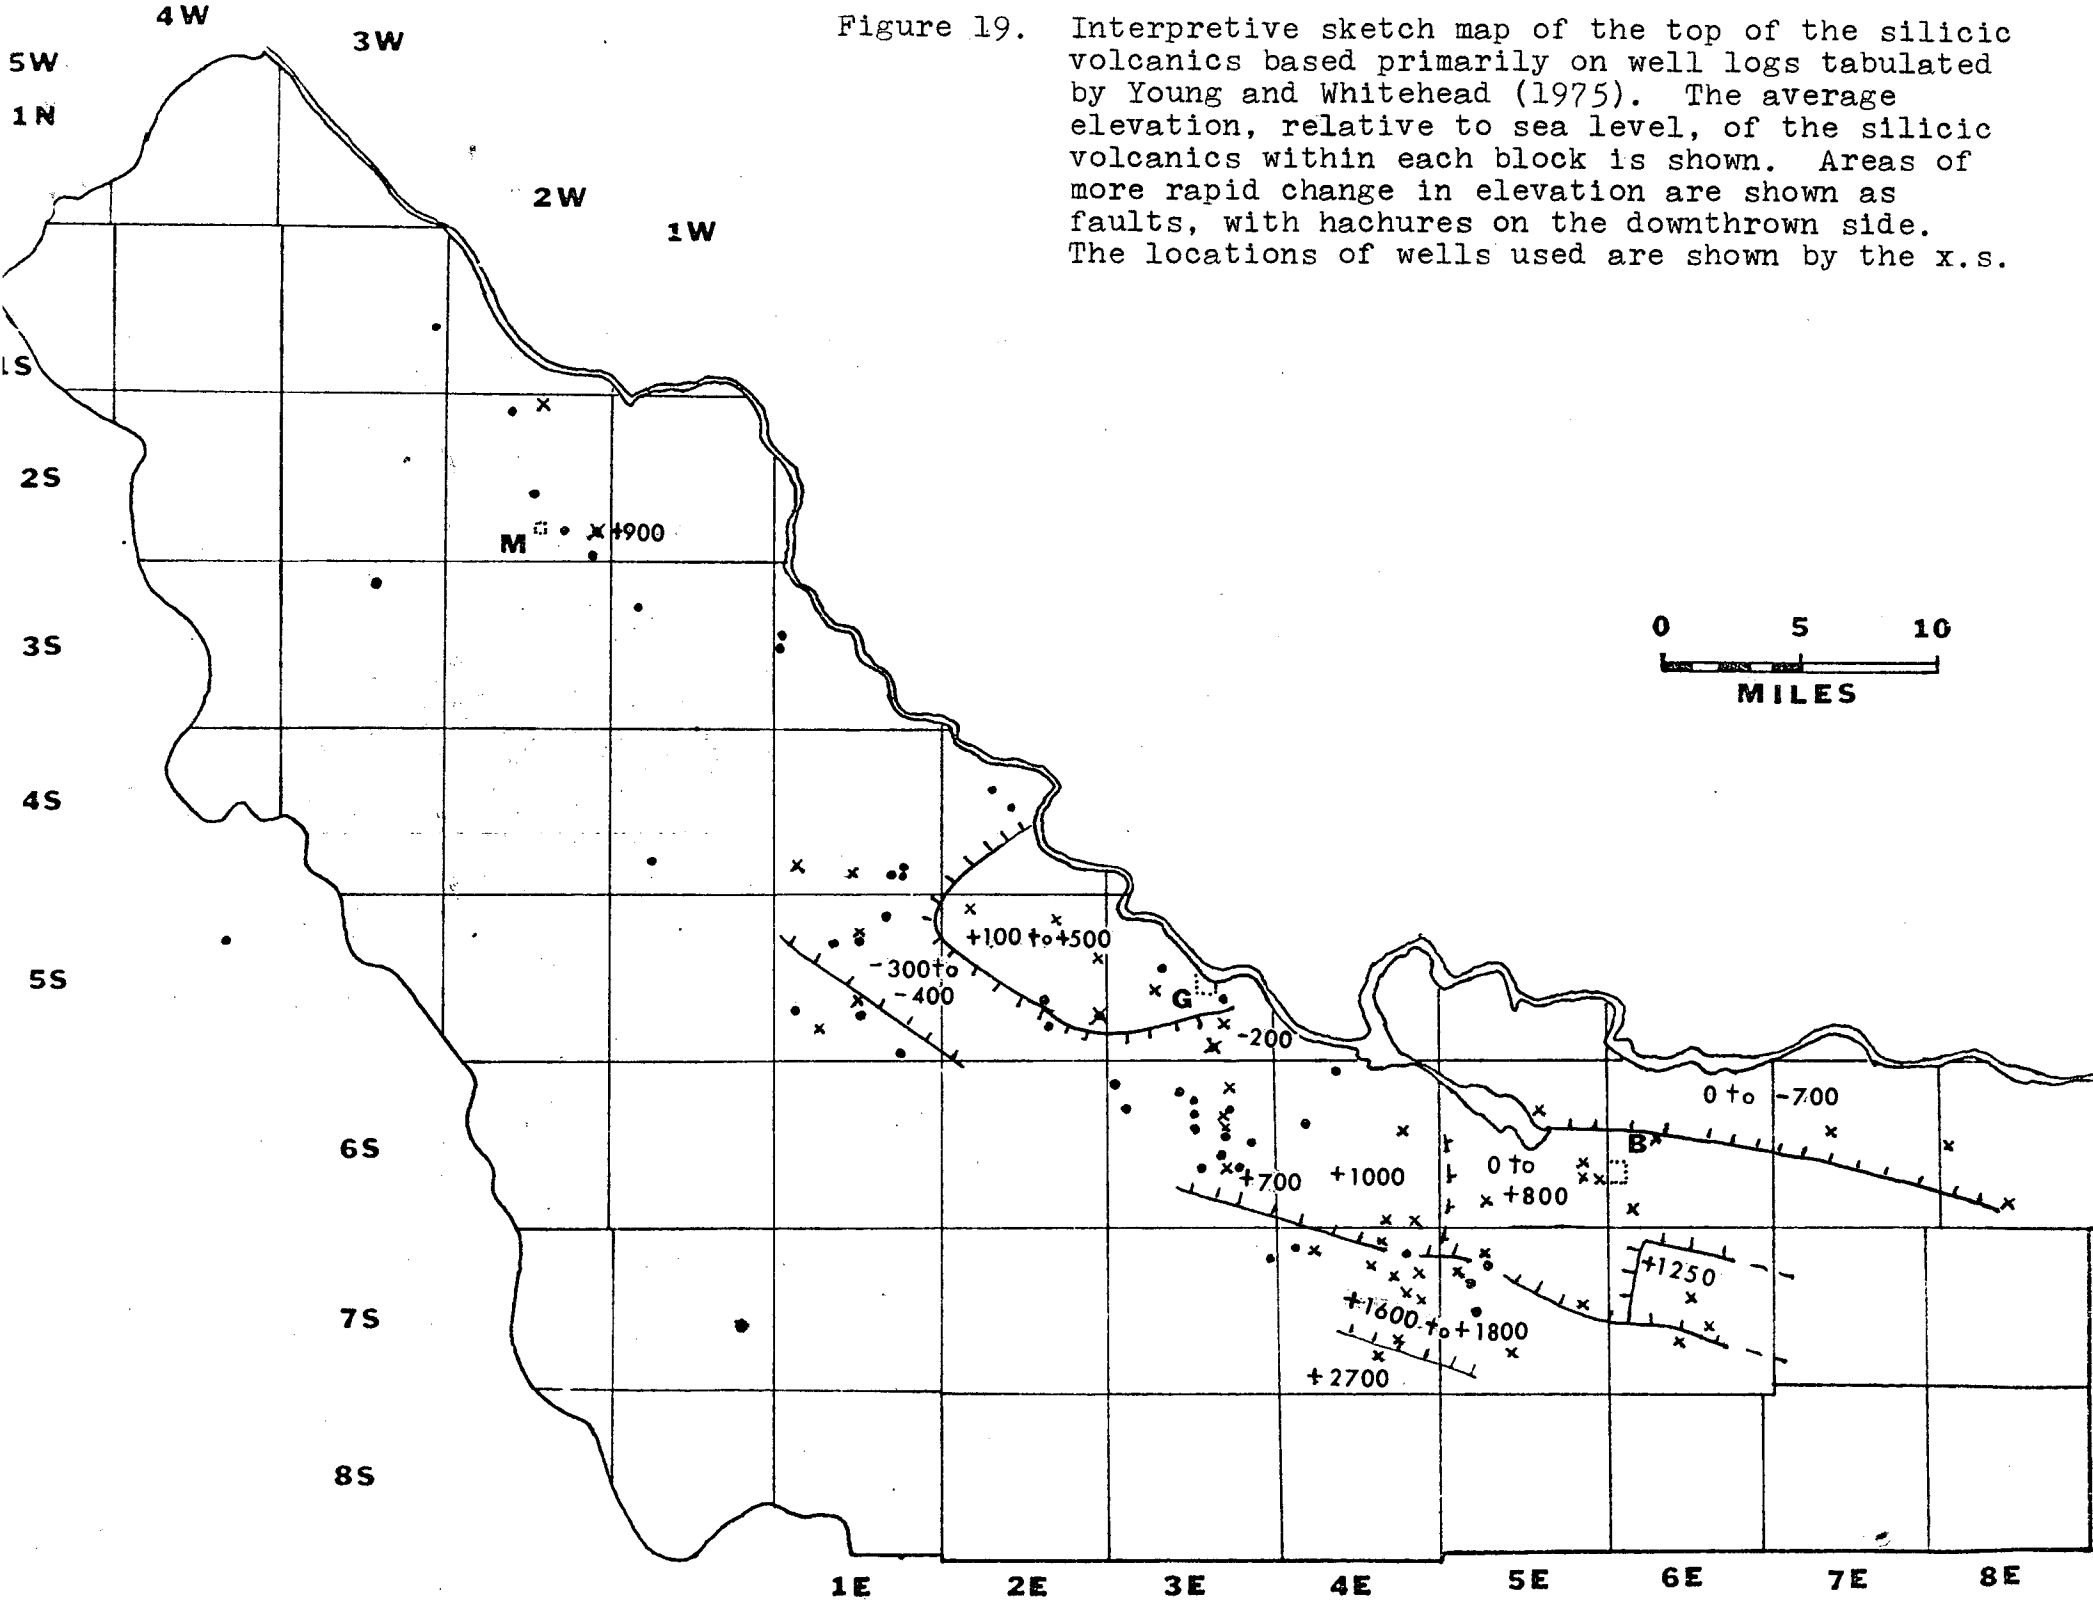 Figure 19. Interpretive sketch map of the top of the silicic
volcanics based primarily on well logs tabulated
by Young and Whitehead (1975). The average
elevation, relative to sea level, of the silicic
volcanics within each block is shown. Areas of
more rapid change in elevation are shown as
faults, with hachures on the downthrown side.
The locations of wells used are shown by the x.s.
4W
3W
5W
1N
2W
1W
1S
2S
M
+900
3S
0 5 10
MILES
4S
+100 to +500
-300 to
-400
5S
G
-200
0 to -700
6S
B
0 to
+800
+700
+1000
+1250
7S
+1600 to +1800
+2700
8S
1E 2E 3E 4E 5E 6E 7E 8E